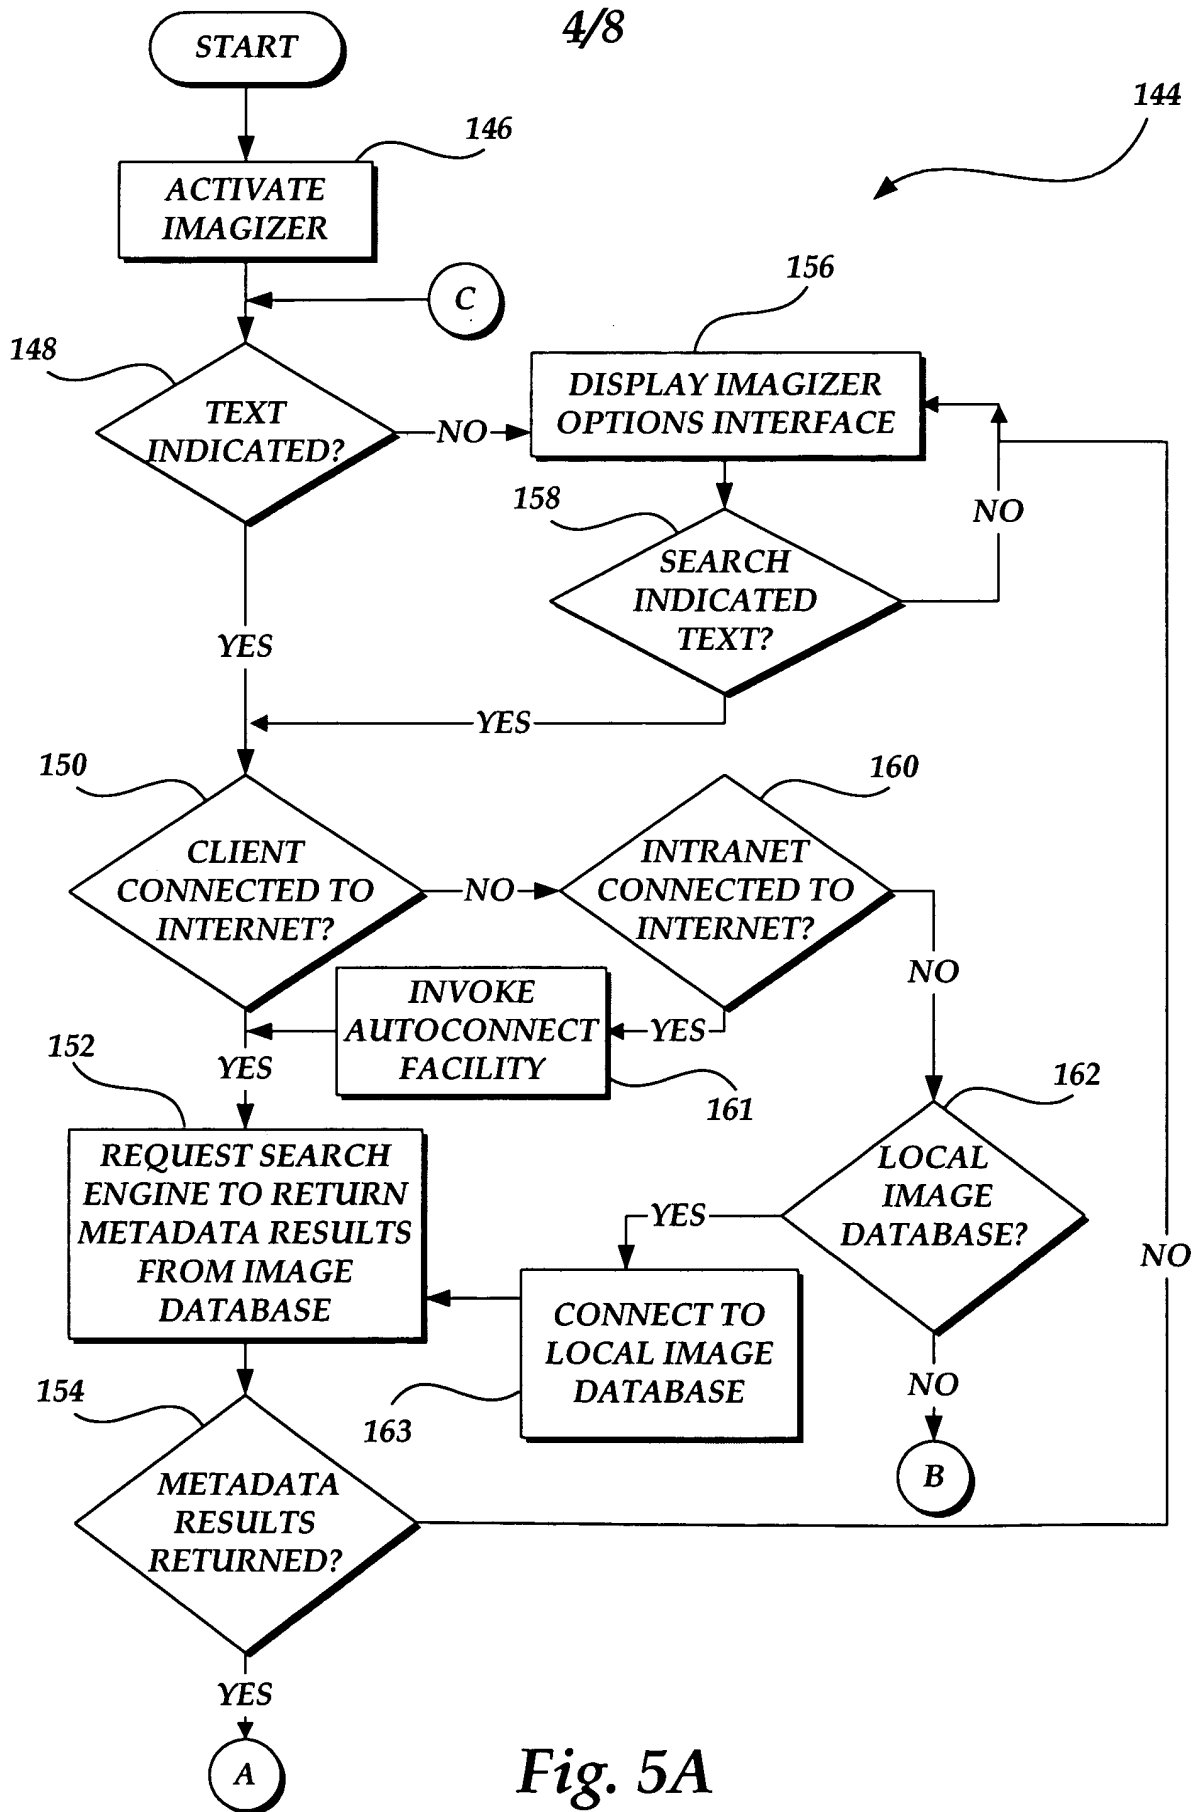 4/8
START
144
146
ACTIVATE
IMAGIZER
C
156
148
TEXT
INDICATED?
NO
DISPLAY IMAGIZER
OPTIONS INTERFACE
158
NO
SEARCH
INDICATED
TEXT?
YES
YES
150
160
CLIENT
CONNECTED TO
INTERNET?
NO
INTRANET
CONNECTED TO
INTERNET?
NO
INVOKE
AUTOCONNECT
FACILITY
YES
152
YES
161
162
REQUEST SEARCH
ENGINE TO RETURN
METADATA RESULTS
FROM IMAGE
DATABASE
LOCAL
IMAGE
DATABASE?
YES
NO
CONNECT TO
LOCAL IMAGE
DATABASE
163
NO
154
B
METADATA
RESULTS
RETURNED?
YES
A
Fig. 5A